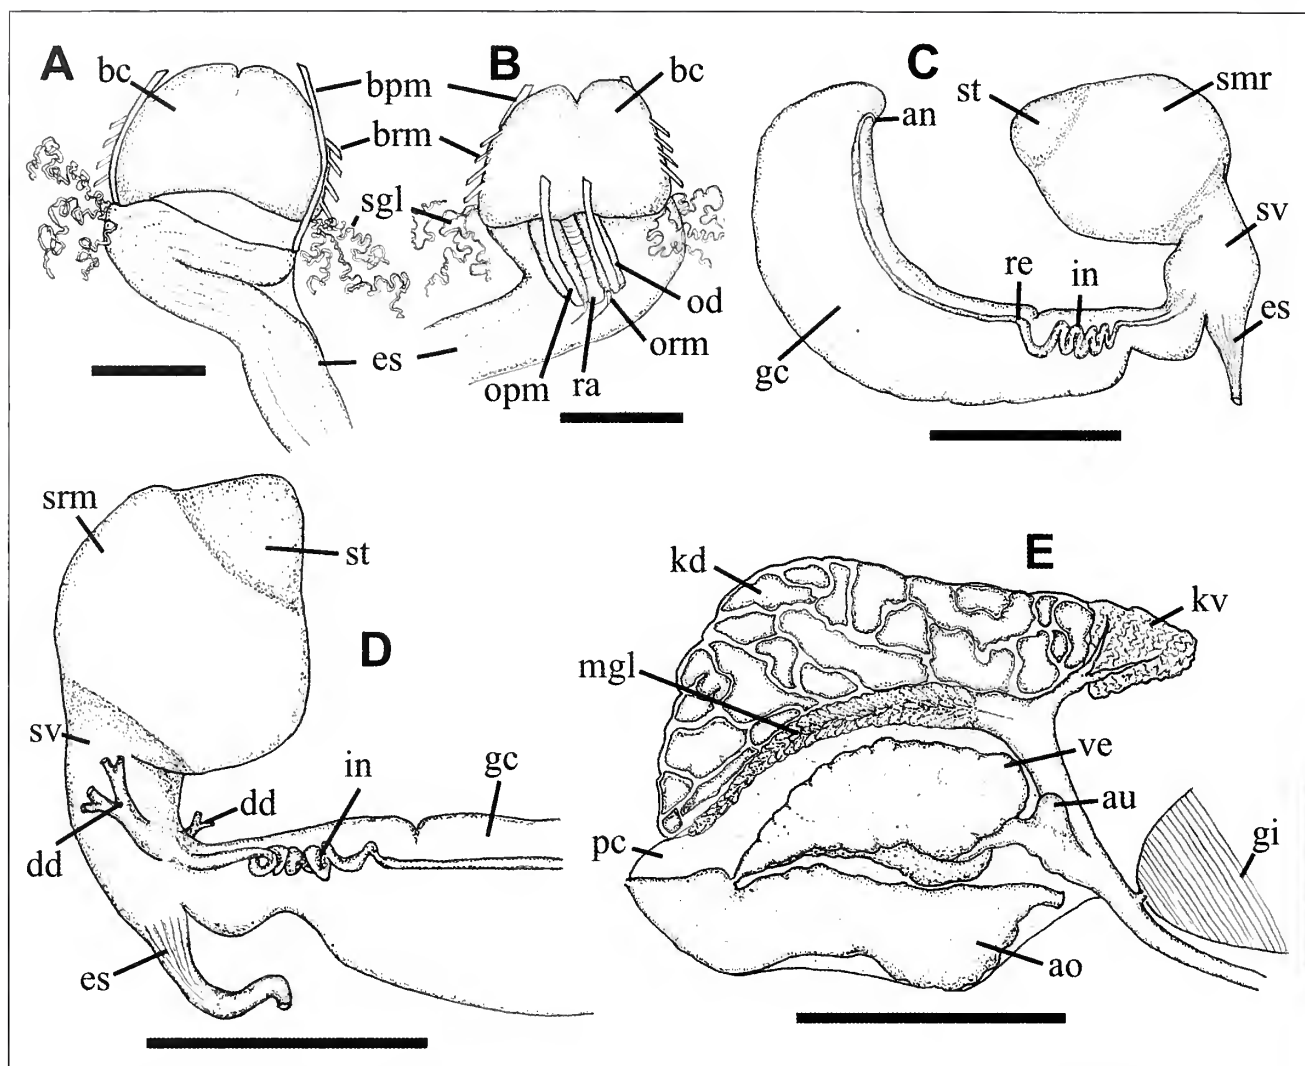 A
bc
bpm
brm
sgl
es
B
bc
od
orm
ra
opm
C
st
smr
an
sv
re
in
es
gc
srm
st
D
sv
in
gc
dd
dd
es
E
kd
kv
mgl
ve
au
pc
gi
ao